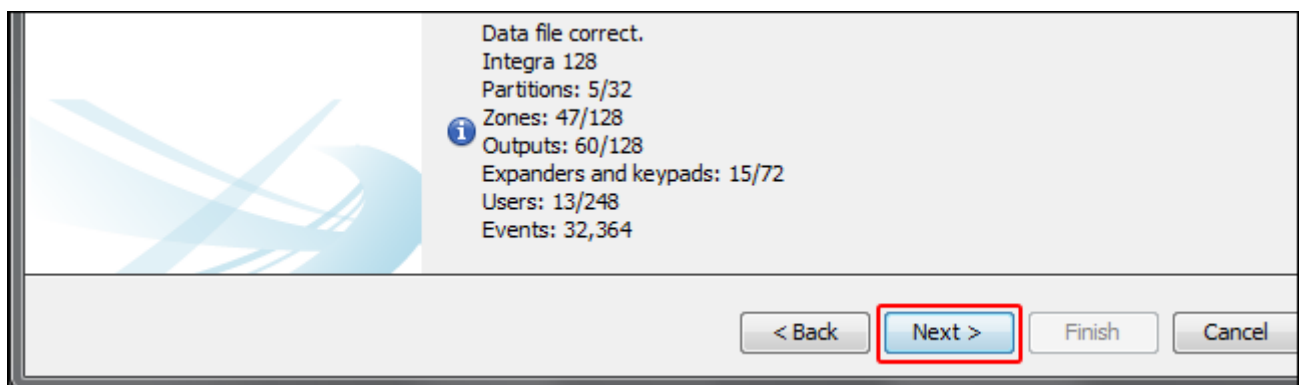 Data file correct.
Integra 128
Partitions: 5/32
Zones: 47/128
Outputs: 60/128
Expanders and keypads: 15/72
Users: 13/248
Events: 32,364
< Back Next > Finish Cancel